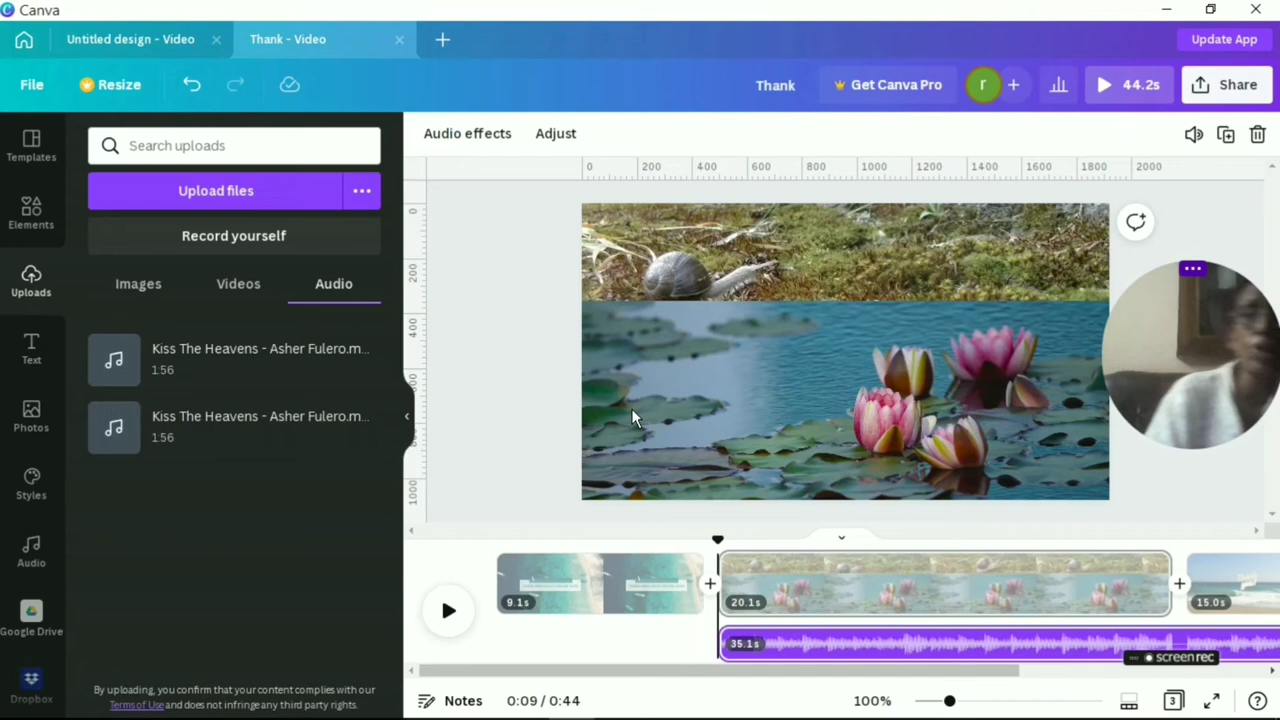 Canva
Untitled design - Video
Thank - Video
Update App
File
Resize
Thank
Get Canva Pro
r
44.2s
Share
Templates
Elements
Uploads
Text
Photos
Styles
Audio
Google Drive
Dropbox
Search uploads
Upload files
Record yourself
Images
Videos
Audio
Kiss The Heavens - Asher Fulero.m...
1.56
Kiss The Heavens - Asher Fulero.m...
1.56
By uploading, you confirm that your content complies with our
Terms of Use and does not infringe any third party rights.
Audio effects
Adjust
0 200 400 600 800 1000 1200 1400 1600 1800 2000
0
200
400
1000
9.1s
20.1s
15.0s
35.1s
screenrec
Notes
0:09 / 0:44
100%
3